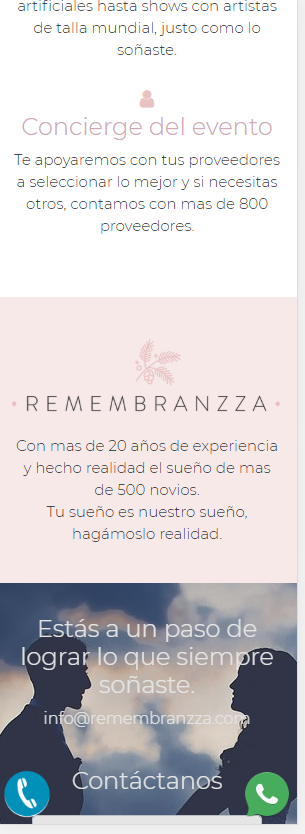 artificiales hasta shows con artistas
de talla mundial, justo como lo
soñaste.
Concierge del evento
Te apoyaremos con tus proveedores
a seleccionar lo mejor y si necesitas
otros, contamos con mas de 800
proveedores.
REMEMBRANZZA
Con mas de 20 años de experiencia
y hecho realidad el sueño de mas
de 500 novios.
Tu sueño es nuestro sueño,
hagámoslo realidad.
Estás a un paso de
lograr lo que siempre
soñaste.
info@remembranzza.com
Contáctanos